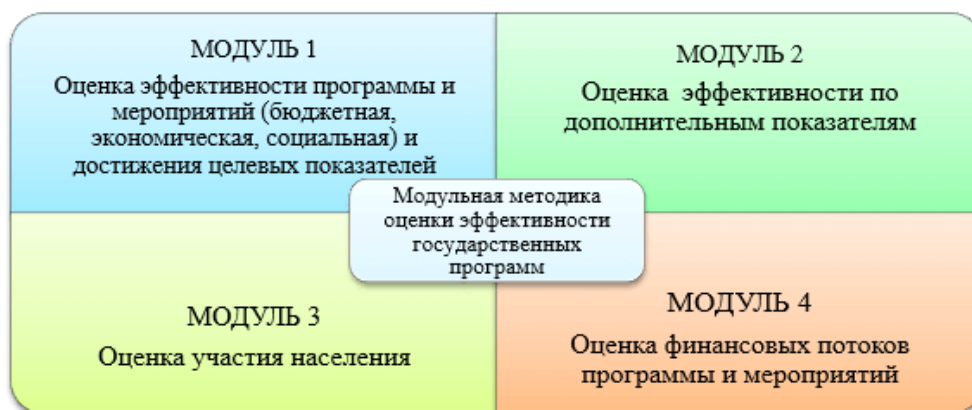 МОДУЛЬ 1
Оценка эффективности программы и
мероприятий (бюджетная,
экономическая, социальная) и
достижения целевых показателей
МОДУЛЬ 2
Оценка эффективности по
дополнительным показателям
Модульная методика
оценки эффективности
государственных
программ
МОДУЛЬ 3
Оценка участия населения
МОДУЛЬ 4
Оценка финансовых потоков
программы и мероприятий